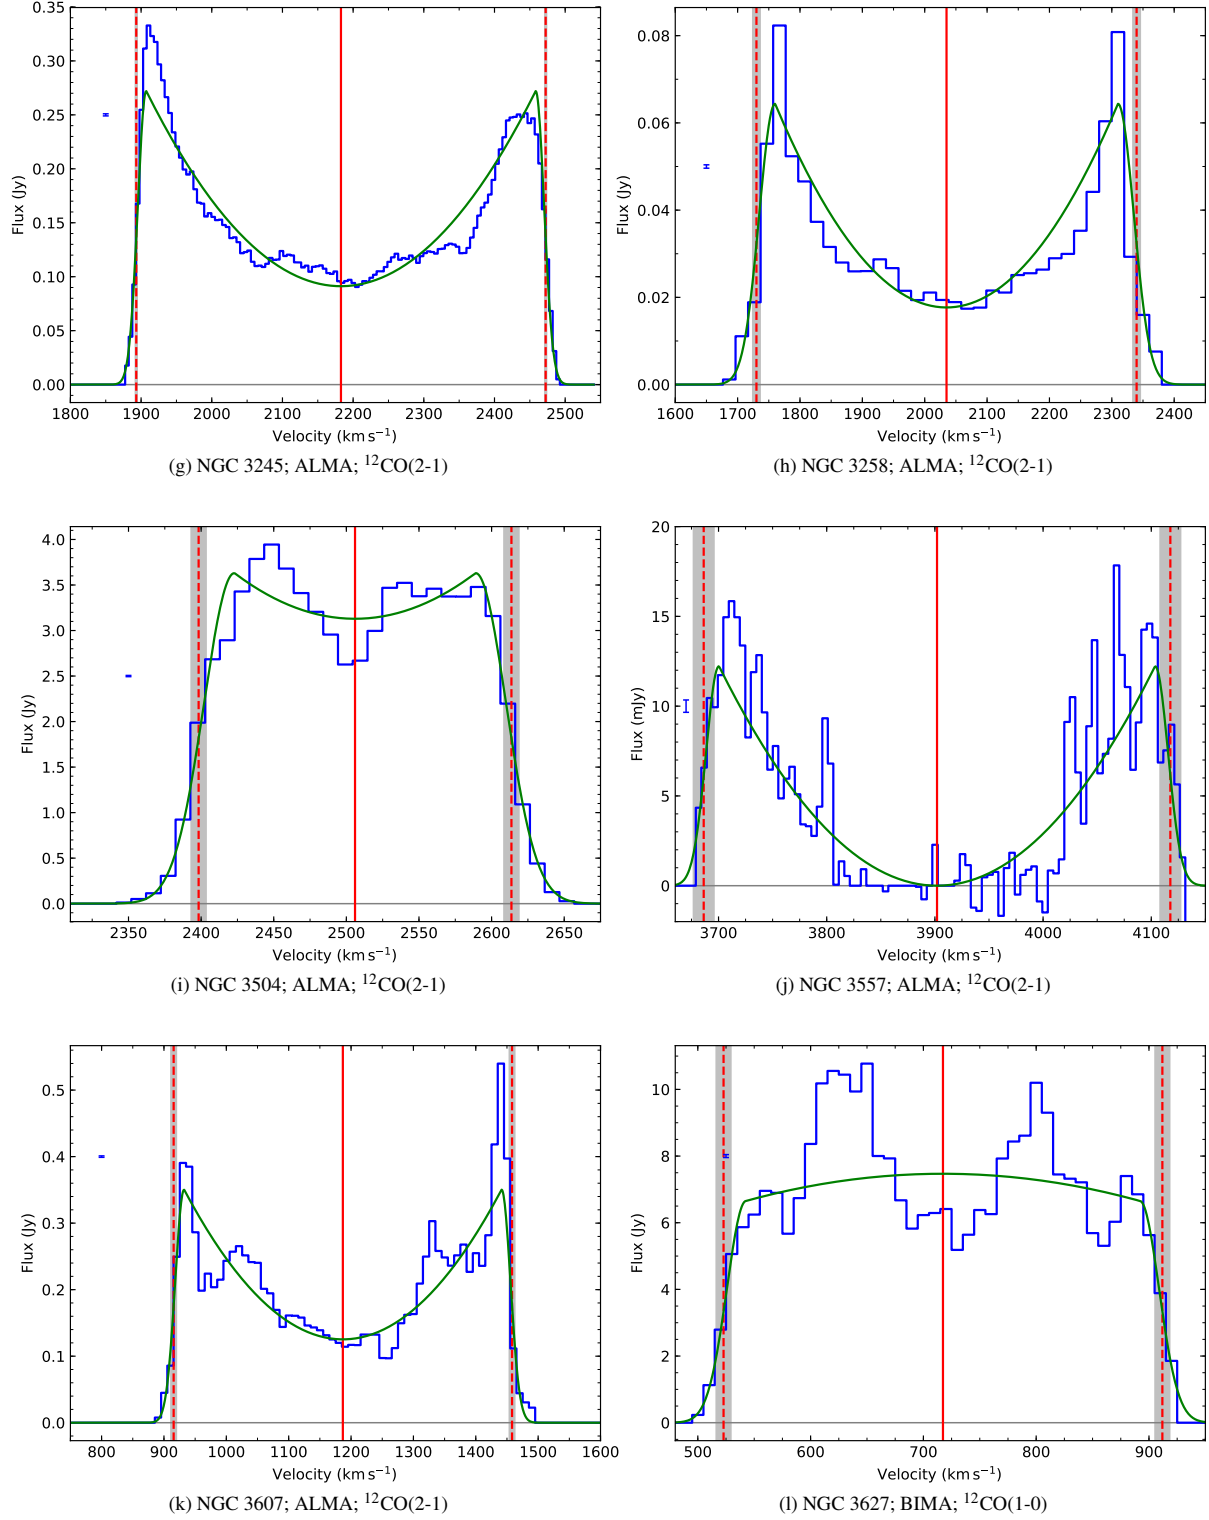 0.35
0.30
0.25
0.20
0.15
0.10
0.05
0.00
Flux (Jy)
1800 1900 2000 2100 2200 2300 2400 2500
Velocity (km s⁻¹)
(g) NGC 3245; ALMA; ¹²CO(2-1)
0.08
0.06
0.04
0.02
0.00
Flux (Jy)
1600 1700 1800 1900 2000 2100 2200 2300 2400
Velocity (km s⁻¹)
(h) NGC 3258; ALMA; ¹²CO(2-1)
4.0
3.5
3.0
2.5
2.0
1.5
1.0
0.5
0.0
Flux (Jy)
2350 2400 2450 2500 2550 2600 2650
Velocity (km s⁻¹)
(i) NGC 3504; ALMA; ¹²CO(2-1)
20
15
10
5
0
Flux (mJy)
3700 3800 3900 4000 4100
Velocity (km s⁻¹)
(j) NGC 3557; ALMA; ¹²CO(2-1)
0.5
0.4
0.3
0.2
0.1
0.0
Flux (Jy)
800 900 1000 1100 1200 1300 1400 1500 1600
Velocity (km s⁻¹)
(k) NGC 3607; ALMA; ¹²CO(2-1)
10
8
6
4
2
0
Flux (Jy)
500 600 700 800 900
Velocity (km s⁻¹)
(l) NGC 3627; BIMA; ¹²CO(1-0)